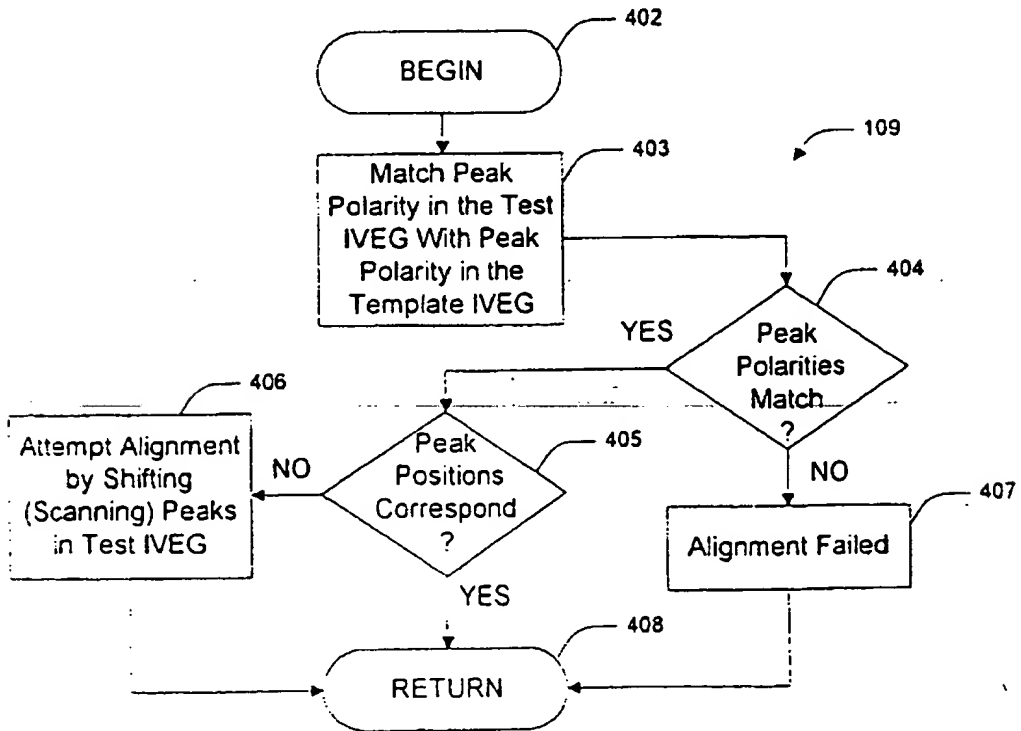 402
BEGIN
109
403
Match Peak
Polarity in the Test
IVEG With Peak
Polarity in the
Template IVEG
404
YES
Peak
Polarities
Match
?
406
Attempt Alignment
by Shifting
(Scanning) Peaks
in Test IVEG
NO
Peak
Positions
Correspond
?
405
NO
407
Alignment Failed
YES
408
RETURN